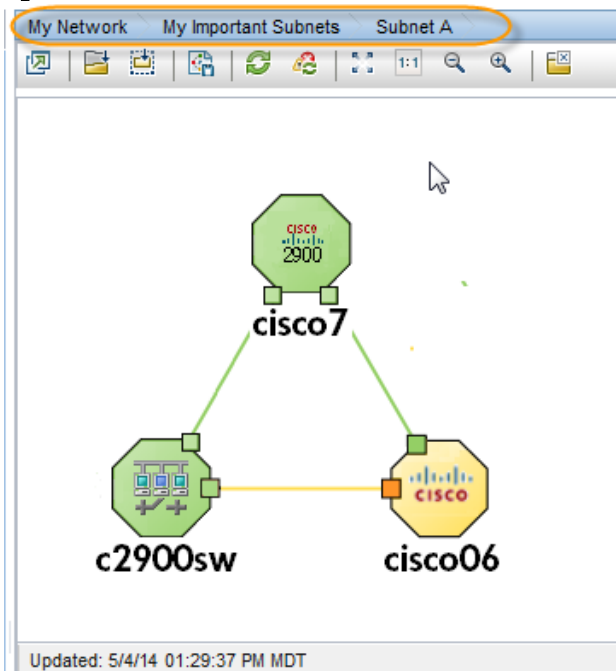 My Network My Important Subnets Subnet A
1:1
cisco
2900
cisco7
cisco
c2900sw
cisco06
Updated: 5/4/14 01:29:37 PM MDT